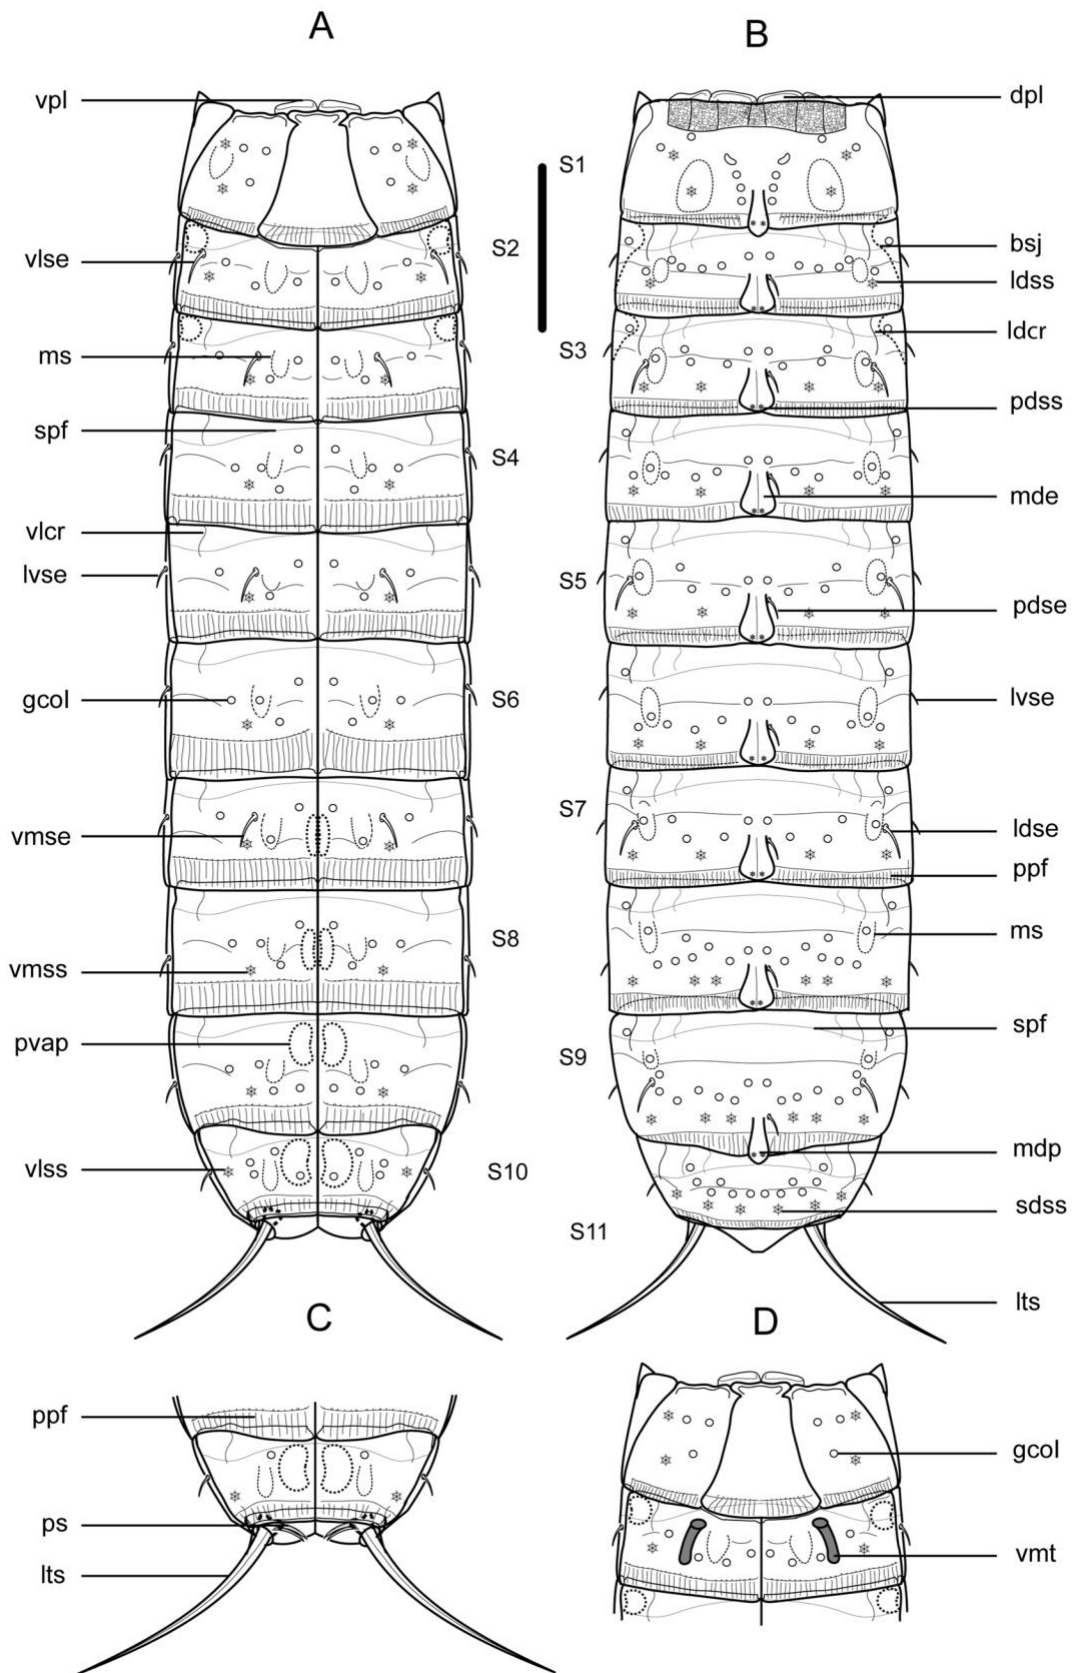 A
B
vpl
dpl
S1
S2
bsj
vlse
ldss
ldcr
S3
ms
pdss
spf
S4
mde
vlcr
lvse
S5
pdse
gcol
S6
lvse
S7
ldse
vmse
ppf
S8
ms
vmss
spf
pvap
S9
mdp
vlss
S10
sdss
S11
lts
C
D
ppf
gcol
ps
vmt
lts